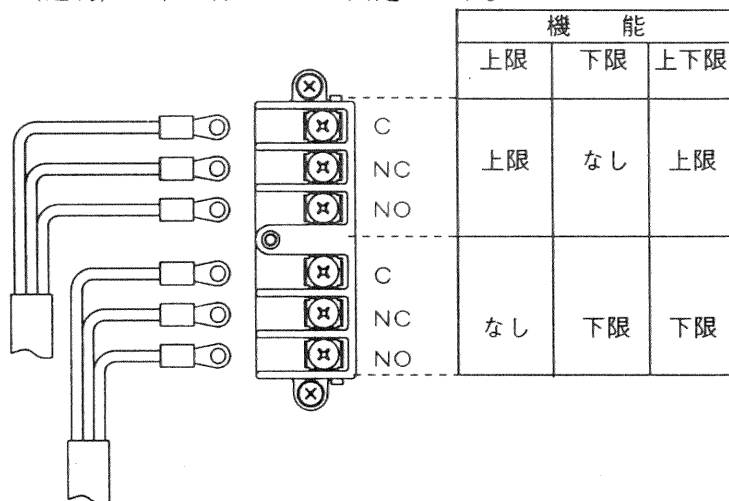 機 能
上限 下限 上下限
C
NC 上限 なし 上限
NO
C
NC なし 下限 下限
NO